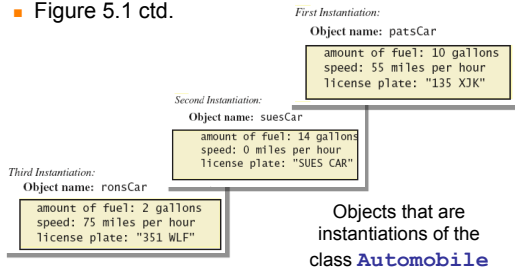 ▪ Figure 5.1 ctd.
First Instantiation:
Object name: patsCar
amount of fuel: 10 gallons
speed: 55 miles per hour
license plate: "135 XJK"
Second Instantiation:
Object name: suesCar
amount of fuel: 14 gallons
speed: 0 miles per hour
license plate: "SUES CAR"
Third Instantiation:
Object name: ronsCar
amount of fuel: 2 gallons
speed: 75 miles per hour
license plate: "351 WLF"
Objects that are
instantiations of the
class Automobile